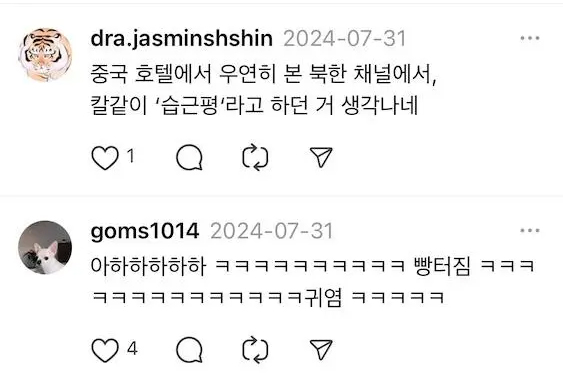 dra.jasminshshin 2024-07-31
중국 호텔에서 우연히 본 북한 채널에서,
칼같이 ‘습근평‘라고 하던 거 생각나네
1
goms1014 2024-07-31
아하하하하하 ㅋㅋㅋㅋㅋㅋㅋㅋㅋㅋ 빵터짐 ㅋㅋㅋ
ㅋㅋㅋㅋㅋㅋㅋㅋㅋㅋㅋ귀염 ㅋㅋㅋㅋㅋ
4